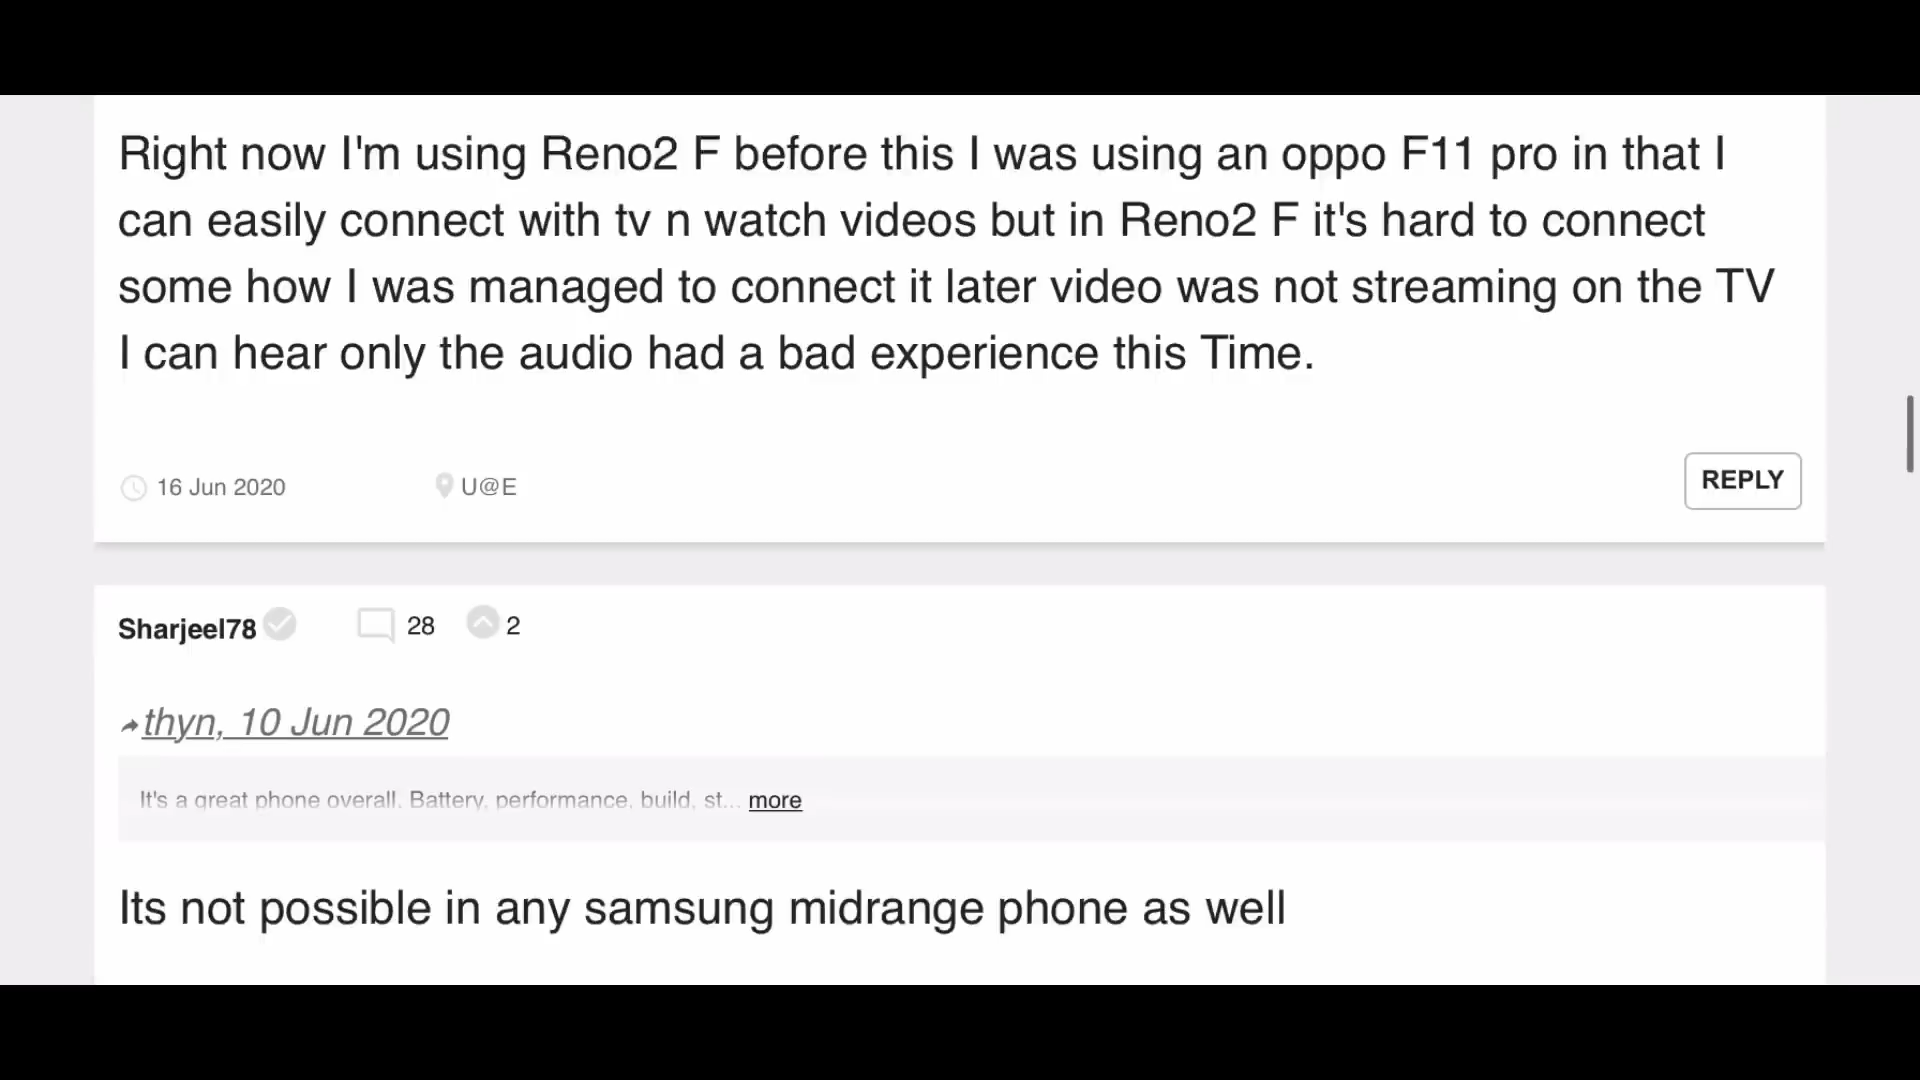 Right now I'm using Reno2 F before this I was using an oppo F11 pro in that I
can easily connect with tv n watch videos but in Reno2 F it's hard to connect
some how I was managed to connect it later video was not streaming on the TV
I can hear only the audio had a bad experience this Time.
16 Jun 2020 U@E REPLY
Sharjeel78 28 2
thyn, 10 Jun 2020
It's a great phone overall. Battery, performance, build, st... more
Its not possible in any samsung midrange phone as well